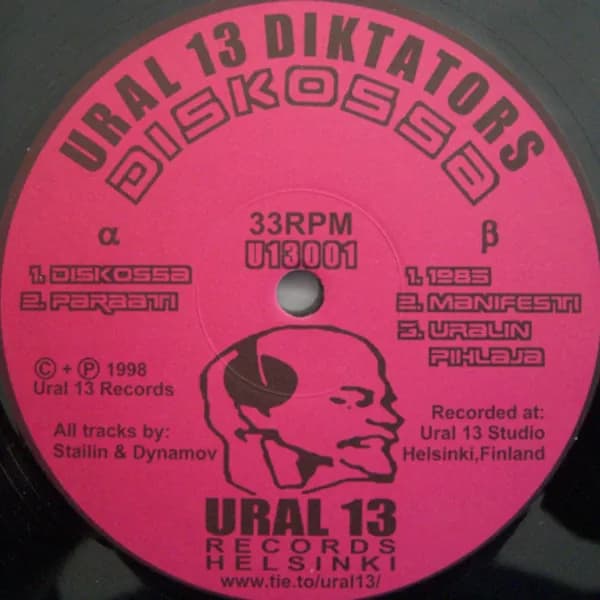 URAL 13 DIKTATORS
DISKOSSA
α
33RPM
β
U13001
1. DISKOSSA
2. PARAATI
1. 1983
2. MANIFESTI
3. URALIN
PIHLAJA
© + ℗ 1998
Ural 13 Records
All tracks by:
Stailin & Dynamov
Recorded at:
Ural 13 Studio
Helsinki,Finland
URAL 13
RECORDS
HELSINKI
www.tie.to/ural13/